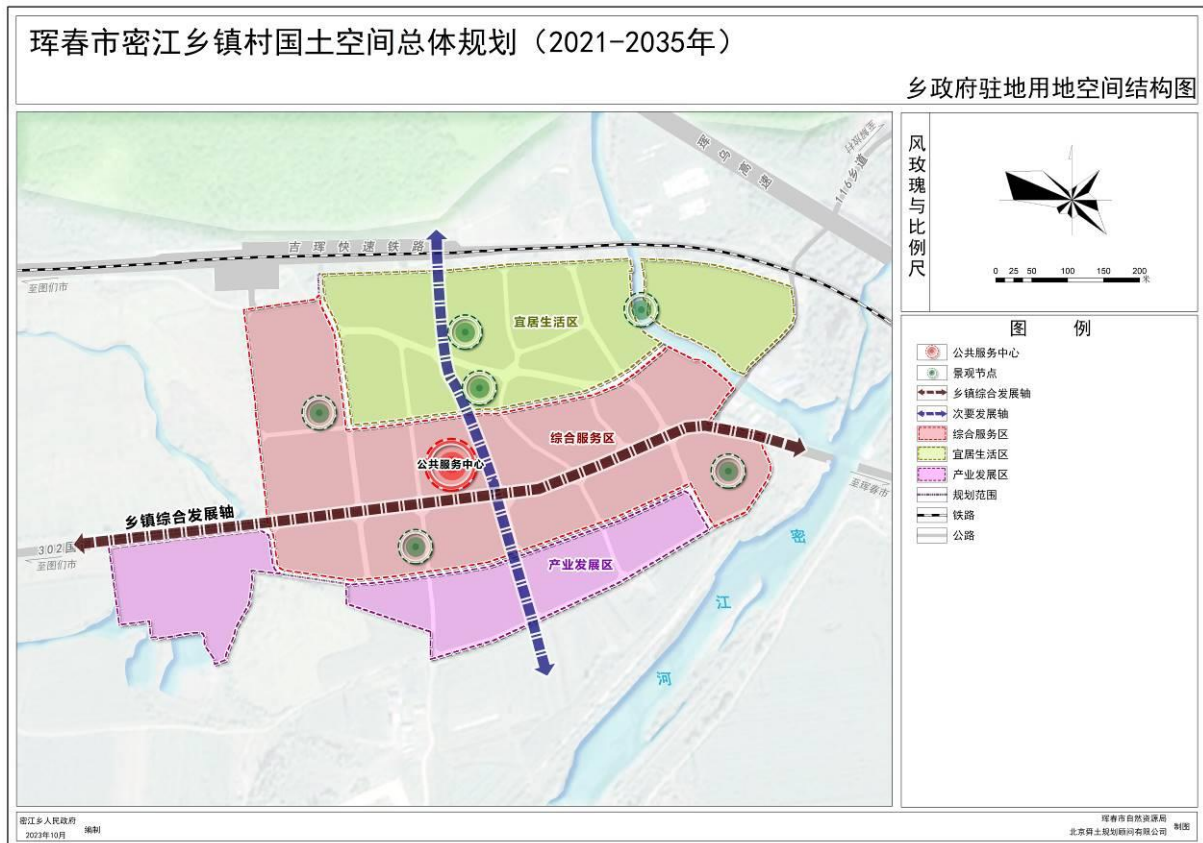 珲春市密江乡镇村国土空间总体规划（2021-2035年）
乡政府驻地用地空间结构图
珲乌高速
116乡道
吉珲快速铁路
至图们市
宜居生活区
综合服务区
公共服务中心
至珲春市
乡镇综合发展轴
302国
至图们市
产业发展区
密江河
风玫瑰与比例尺
0 25 50 100 150 200
米
图 例
公共服务中心
景观节点
乡镇综合发展轴
次要发展轴
综合服务区
宜居生活区
产业发展区
规划范围
铁路
公路
密江乡人民政府
2023年10月
编制
珲春市自然资源局
北京舜土规划顾问有限公司
制图